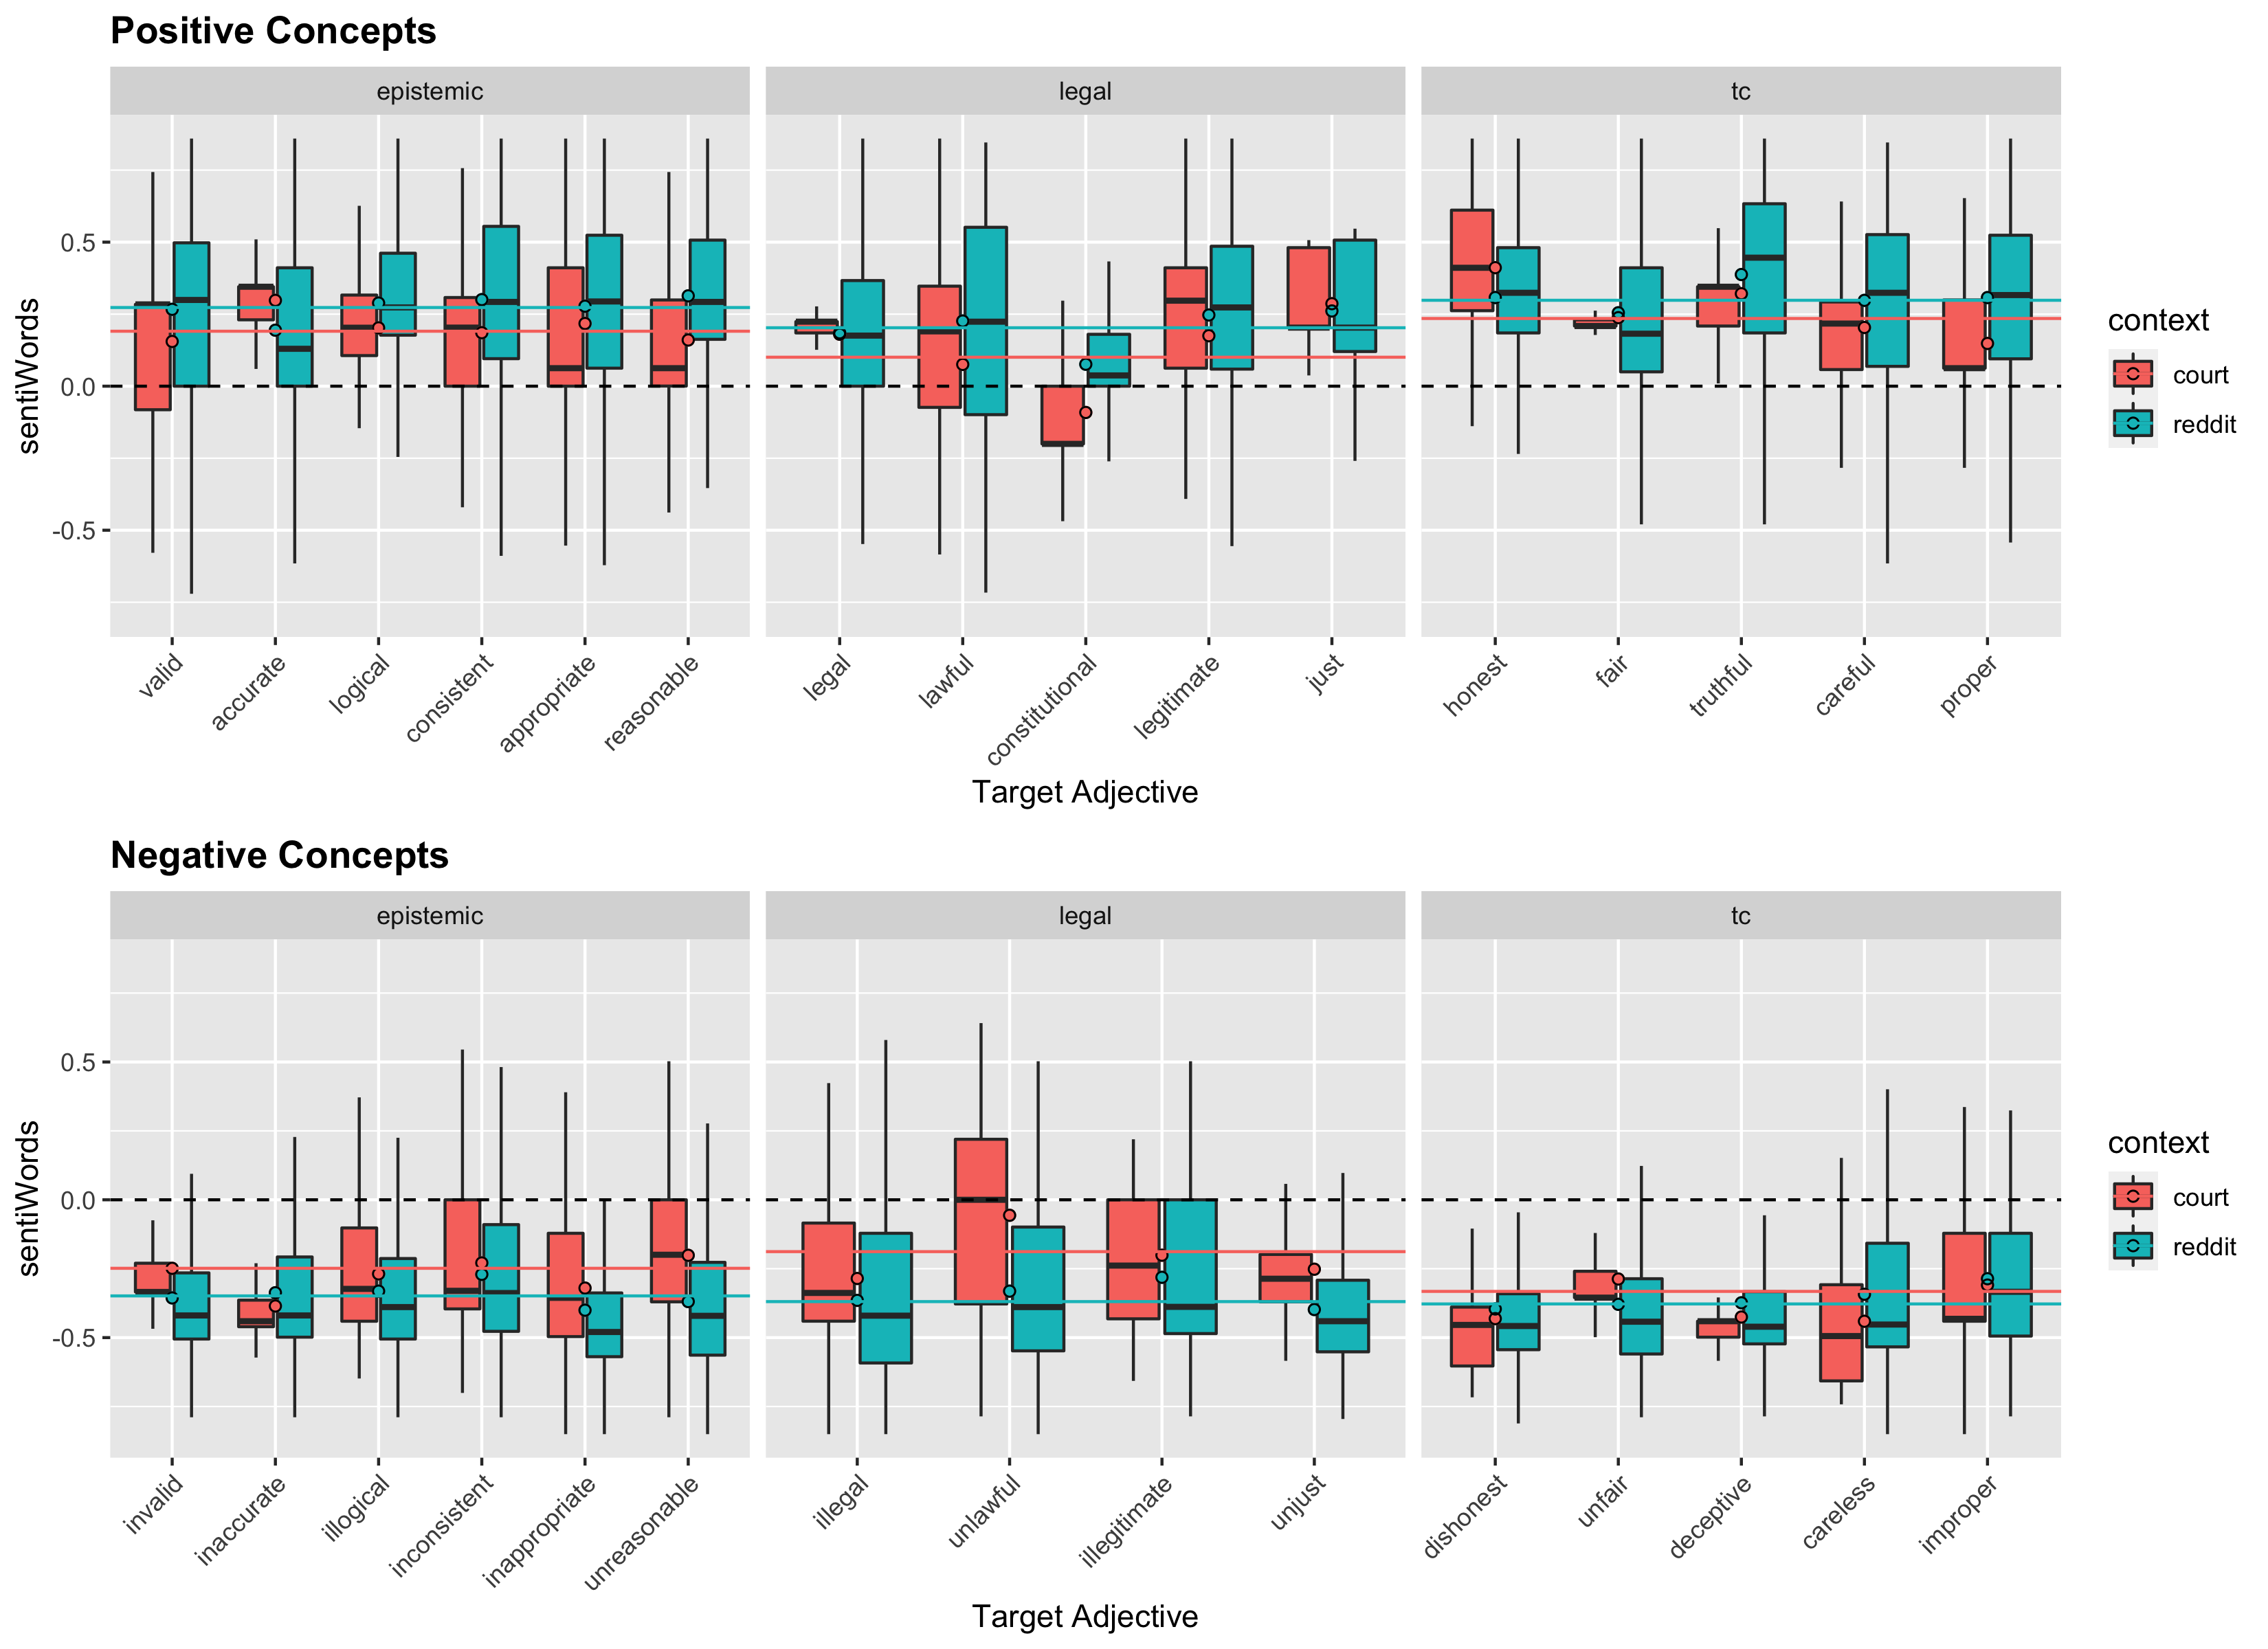 Positive Concepts
epistemic
legal
tc
sentiWords
0.5
0.0
-0.5
valid
accurate
logical
consistent
appropriate
reasonable
legal
lawful
constitutional
legitimate
just
honest
fair
truthful
careful
proper
Target Adjective
context
court
reddit
Negative Concepts
epistemic
legal
tc
sentiWords
0.5
0.0
-0.5
invalid
inaccurate
illogical
inconsistent
inappropriate
unreasonable
illegal
unlawful
illegitimate
unjust
dishonest
unfair
deceptive
careless
improper
Target Adjective
context
court
reddit